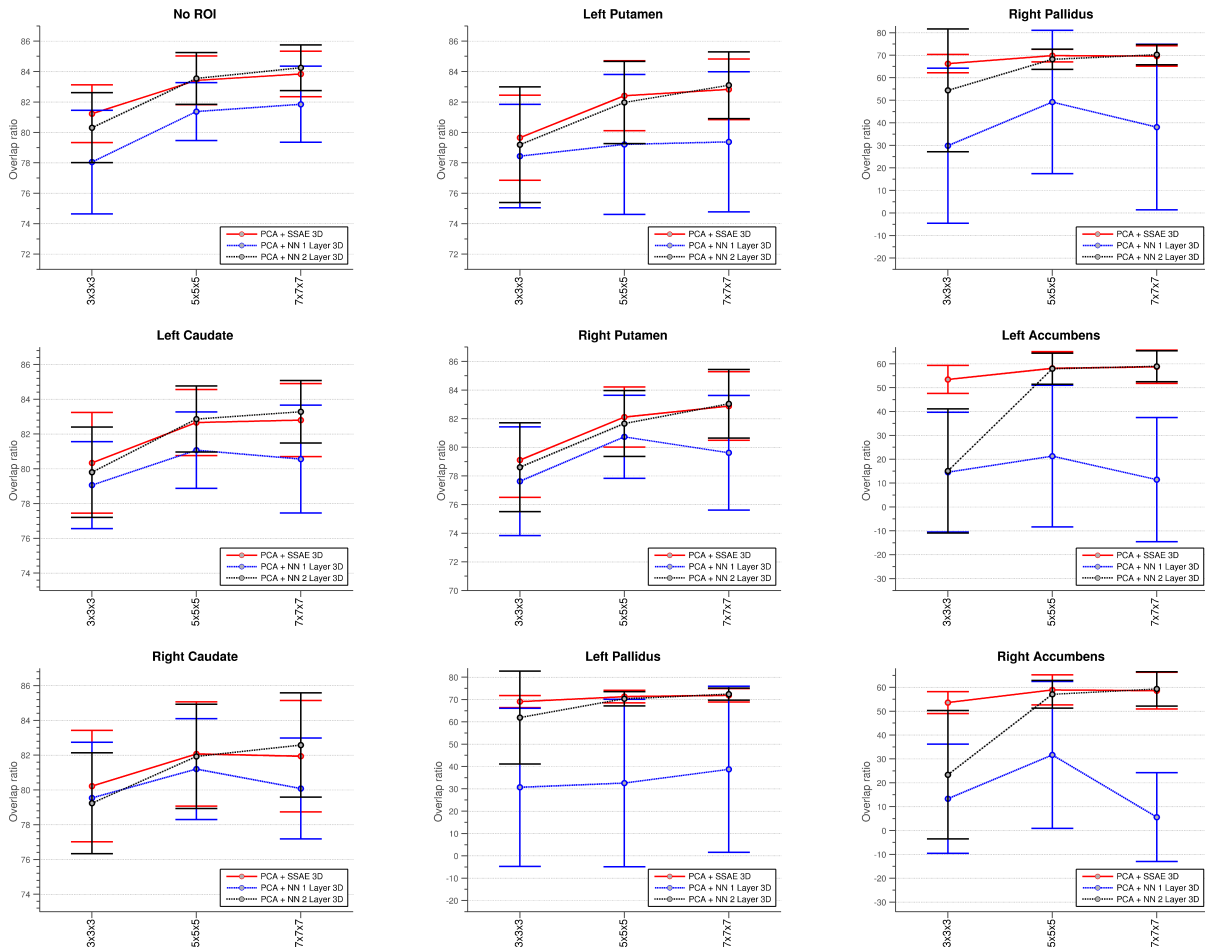 No ROI
Overlap ratio
86
84
82
80
78
76
74
72
3x3x3
5x5x5
7x7x7
PCA + SSAE 3D
PCA + NN 1 Layer 3D
PCA + NN 2 Layer 3D
Left Putamen
Overlap ratio
86
84
82
80
78
76
74
72
3x3x3
5x5x5
7x7x7
PCA + SSAE 3D
PCA + NN 1 Layer 3D
PCA + NN 2 Layer 3D
Right Pallidus
Overlap ratio
80
70
60
50
40
30
20
10
0
-10
-20
3x3x3
5x5x5
7x7x7
PCA + SSAE 3D
PCA + NN 1 Layer 3D
PCA + NN 2 Layer 3D
Left Caudate
Overlap ratio
86
84
82
80
78
76
74
3x3x3
5x5x5
7x7x7
PCA + SSAE 3D
PCA + NN 1 Layer 3D
PCA + NN 2 Layer 3D
Right Putamen
Overlap ratio
86
84
82
80
78
76
74
72
70
3x3x3
5x5x5
7x7x7
PCA + SSAE 3D
PCA + NN 1 Layer 3D
PCA + NN 2 Layer 3D
Left Accumbens
Overlap ratio
60
50
40
30
20
10
0
-10
-20
-30
3x3x3
5x5x5
7x7x7
PCA + SSAE 3D
PCA + NN 1 Layer 3D
PCA + NN 2 Layer 3D
Right Caudate
Overlap ratio
86
84
82
80
78
76
74
3x3x3
5x5x5
7x7x7
PCA + SSAE 3D
PCA + NN 1 Layer 3D
PCA + NN 2 Layer 3D
Left Pallidus
Overlap ratio
80
70
60
50
40
30
20
10
0
-10
-20
3x3x3
5x5x5
7x7x7
PCA + SSAE 3D
PCA + NN 1 Layer 3D
PCA + NN 2 Layer 3D
Right Accumbens
Overlap ratio
60
50
40
30
20
10
0
-10
-20
-30
3x3x3
5x5x5
7x7x7
PCA + SSAE 3D
PCA + NN 1 Layer 3D
PCA + NN 2 Layer 3D